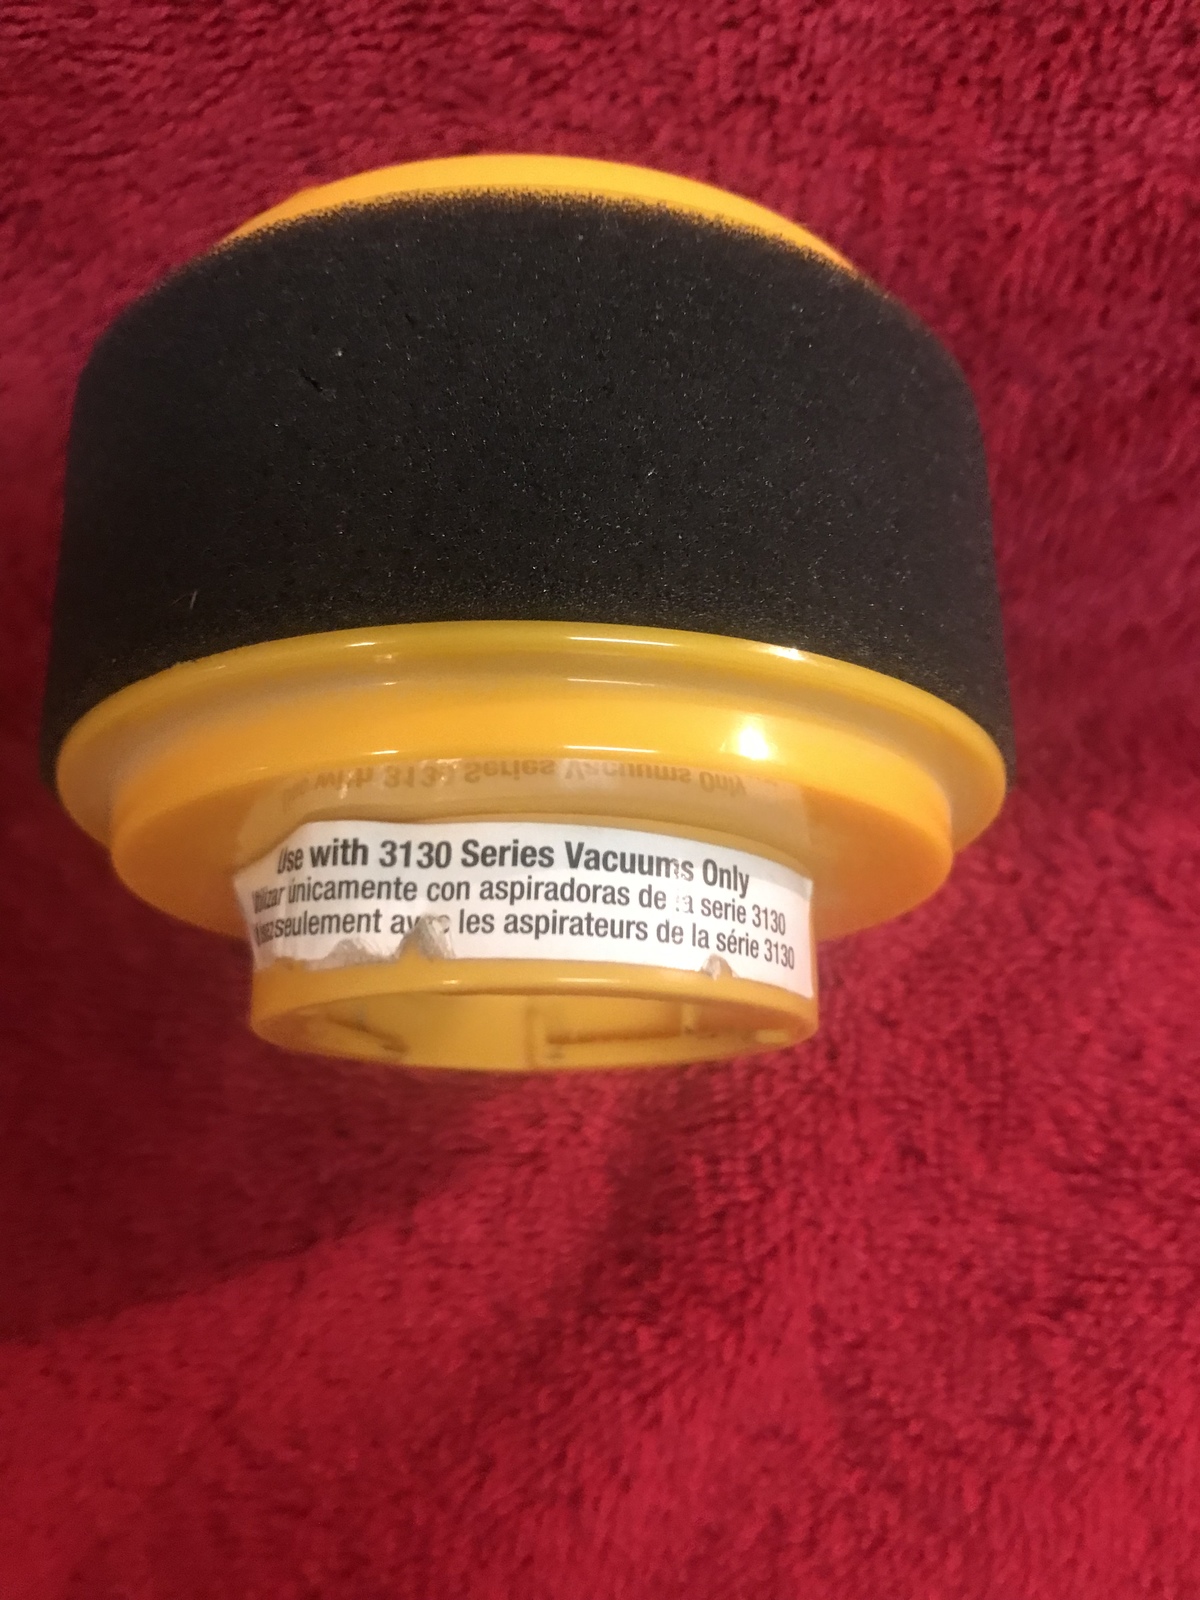 Use with 3130 Series Vacuums Only
únicamente con aspiradoras de la serie 3130
seulement avec les aspirateurs de la série 3130